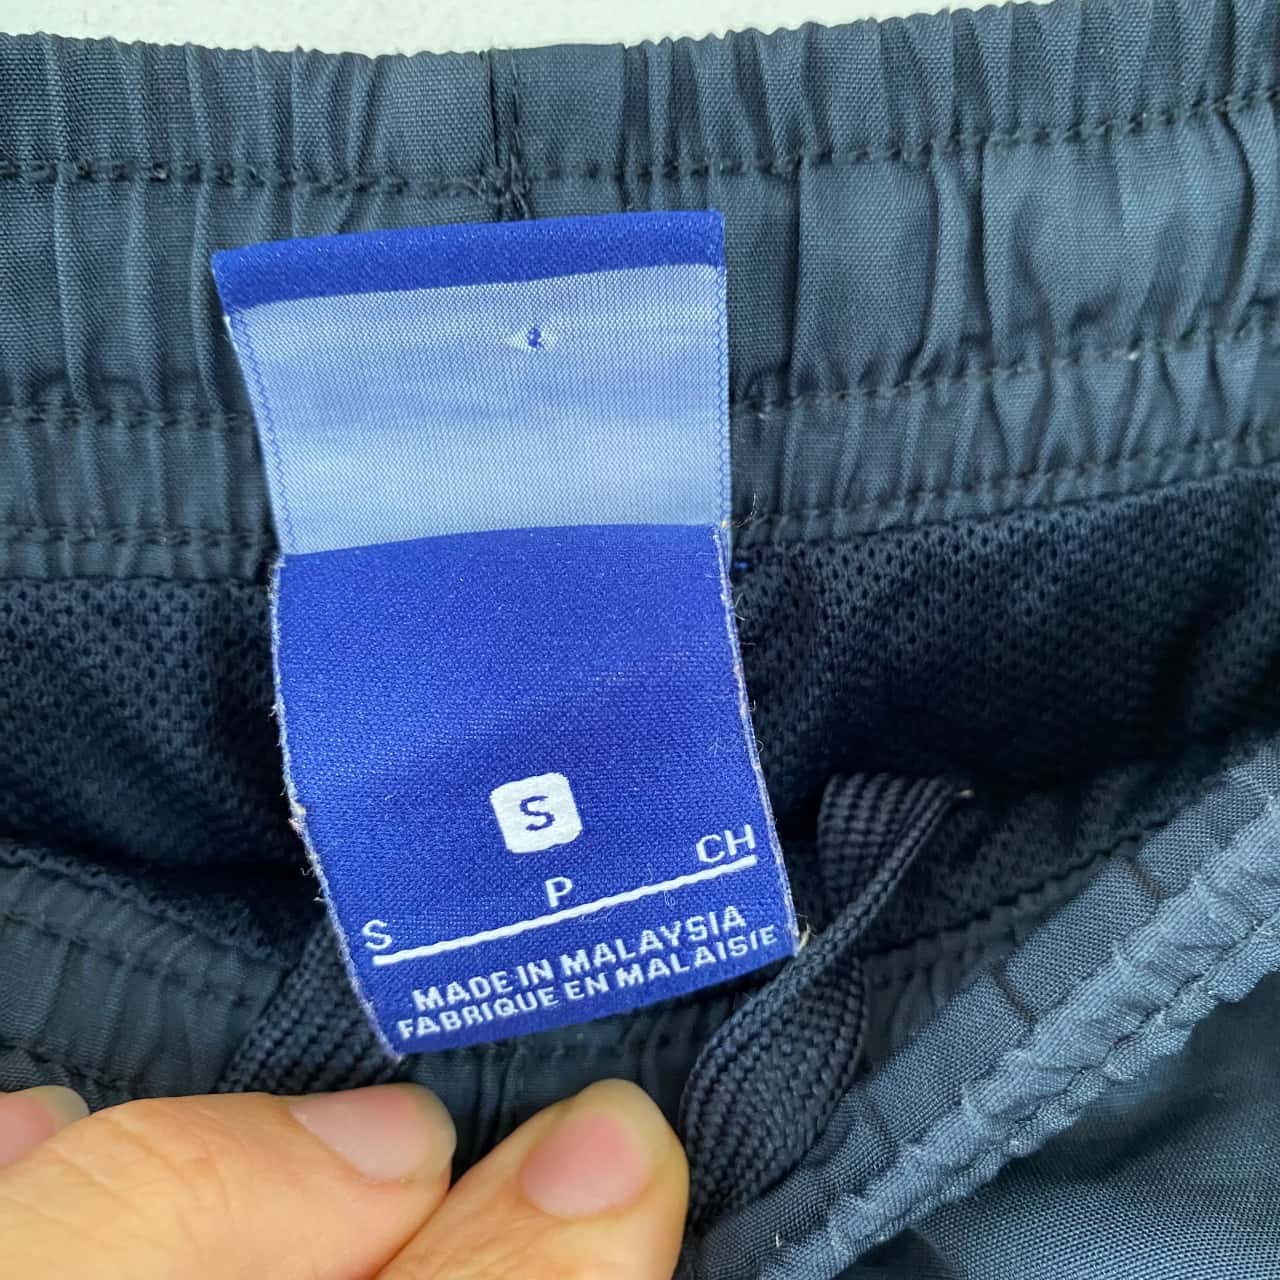 S
S P CH
MADE IN MALAYSIA
FABRIQUE EN MALAISIE